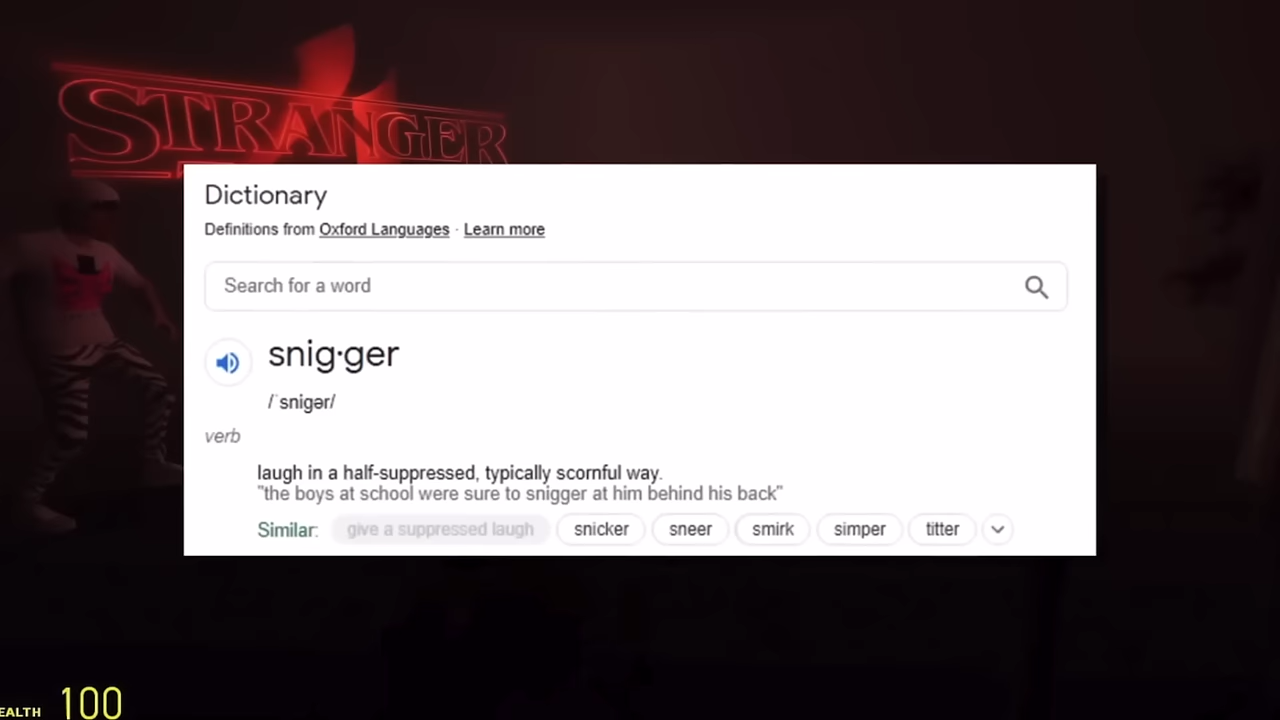 STRANGER
Dictionary
Definitions from Oxford Languages · Learn more
Search for a word
snig·ger
/ˈsniɡər/
verb
laugh in a half-suppressed, typically scornful way.
"the boys at school were sure to snigger at him behind his back"
Similar: give a suppressed laugh snicker sneer smirk simper titter
EALTH 100